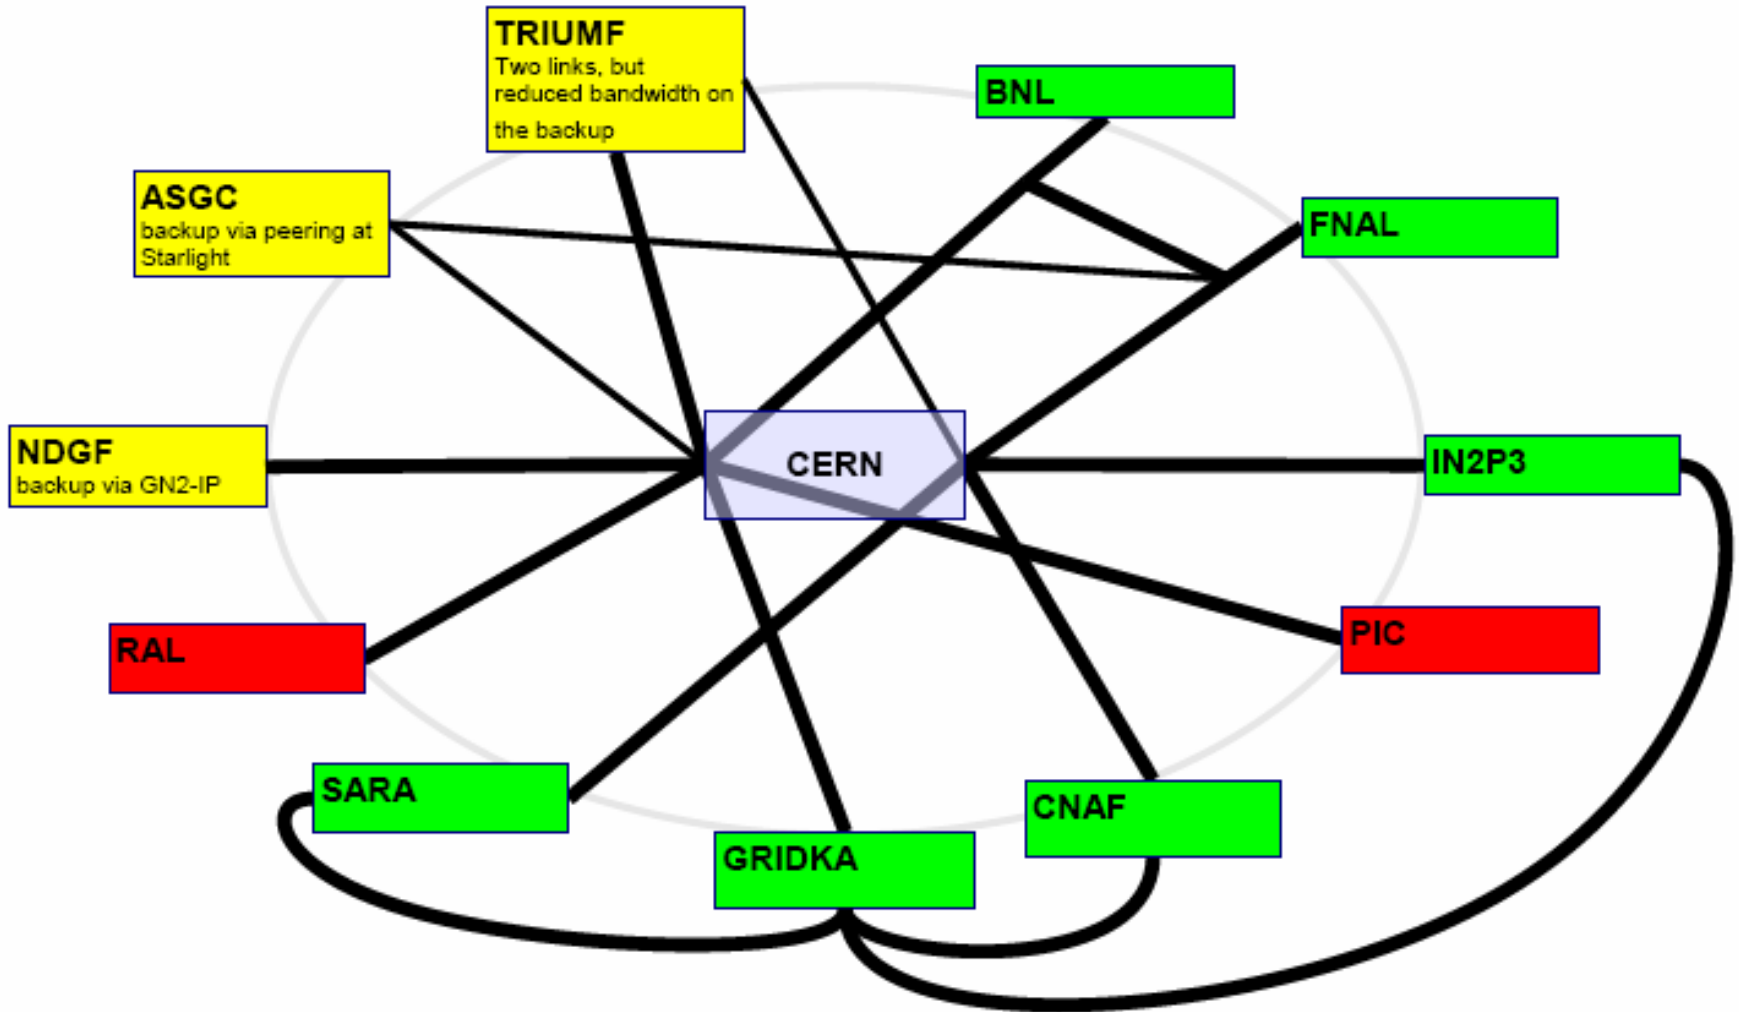 TRIUMF
Two links, but
reduced bandwidth on
the backup
BNL
ASGC
backup via peering at
Starlight
FNAL
NDGF
backup via GN2-IP
CERN
IN2P3
RAL
PIC
SARA
CNAF
GRIDKA